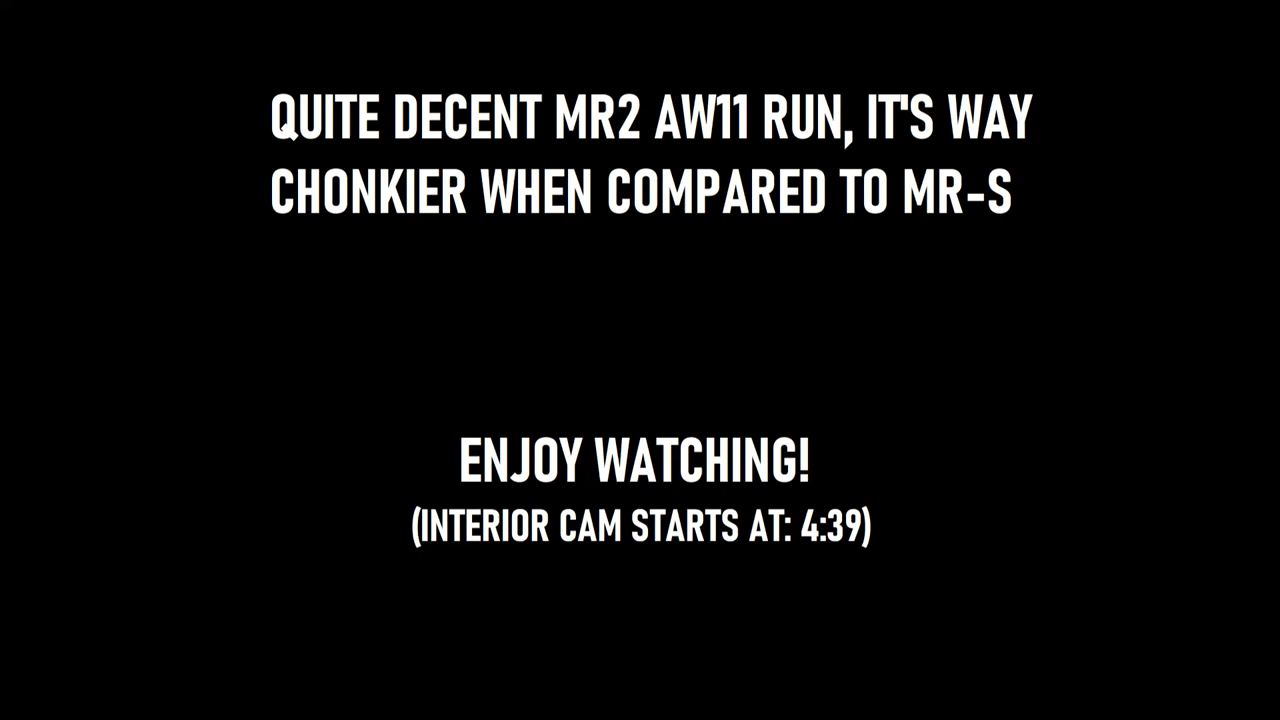 QUITE DECENT MR2 AW11 RUN, IT'S WAY
CHONKIER WHEN COMPARED TO MR-S
ENJOY WATCHING!
(INTERIOR CAM STARTS AT: 4:39)